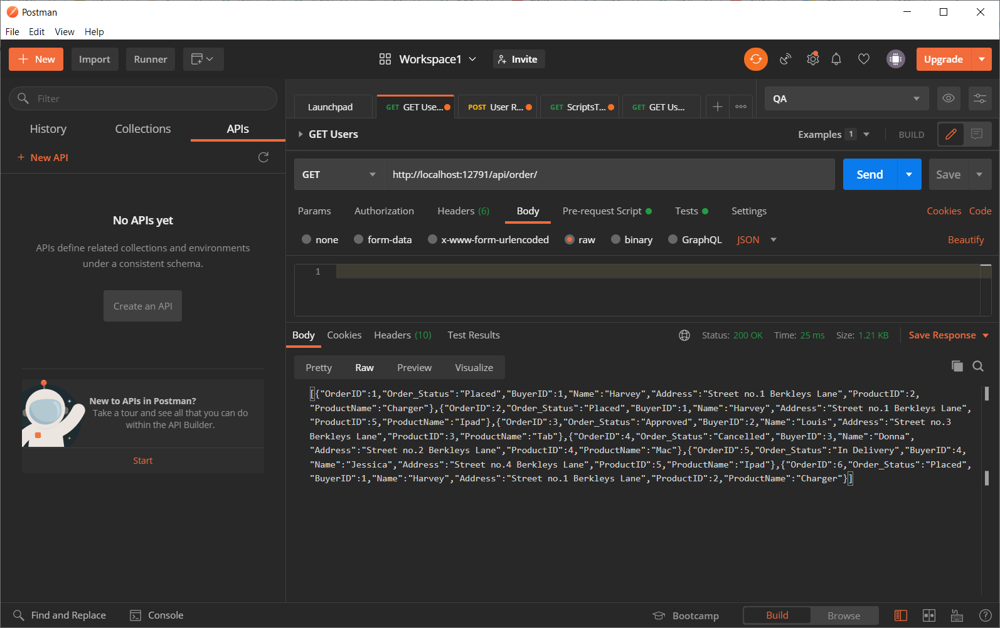 Postman
File Edit View Help
New Import Runner Workspace1 Invite Upgrade
Filter
Launchpad GET GET Use... POST User R... GET ScriptsT... GET GET Us... QA
History Collections APIs
GET Users Examples 1 BUILD
+ New API
GET http://localhost:12791/api/order/ Send Save
Params Authorization Headers (6) Body Pre-request Script Tests Settings Cookies Code
No APIs yet
none form-data x-www-form-urlencoded raw binary GraphQL JSON Beautify
APIs define related collections and environments
under a consistent schema.
1
Create an API
Body Cookies Headers (10) Test Results Status: 200 OK Time: 25 ms Size: 1.21 KB Save Response
Pretty Raw Preview Visualize
[{"OrderID":1,"Order_Status":"Placed","BuyerID":1,"Name":"Harvey","Address":"Street no.1 Berkleys Lane","ProductID":2,
"ProductName":"Charger"},{"OrderID":2,"Order_Status":"Placed","BuyerID":1,"Name":"Harvey","Address":"Street no.1 Berkleys Lane",
"ProductID":5,"ProductName":"Ipad"},{"OrderID":3,"Order_Status":"Approved","BuyerID":2,"Name":"Louis","Address":"Street no.3
Berkleys Lane","ProductID":3,"ProductName":"Tab"},{"OrderID":4,"Order_Status":"Cancelled","BuyerID":3,"Name":"Donna",
"Address":"Street no.2 Berkleys Lane","ProductID":4,"ProductName":"Mac"},{"OrderID":5,"Order_Status":"In Delivery","BuyerID":4,
"Name":"Jessica","Address":"Street no.4 Berkleys Lane","ProductID":5,"ProductName":"Ipad"},{"OrderID":6,"Order_Status":"Placed",
"BuyerID":1,"Name":"Harvey","Address":"Street no.1 Berkleys Lane","ProductID":2,"ProductName":"Charger"}]
New to APIs in Postman?
Take a tour and see all that you can do
within the API Builder.
Start
Find and Replace Console Bootcamp Build Browse